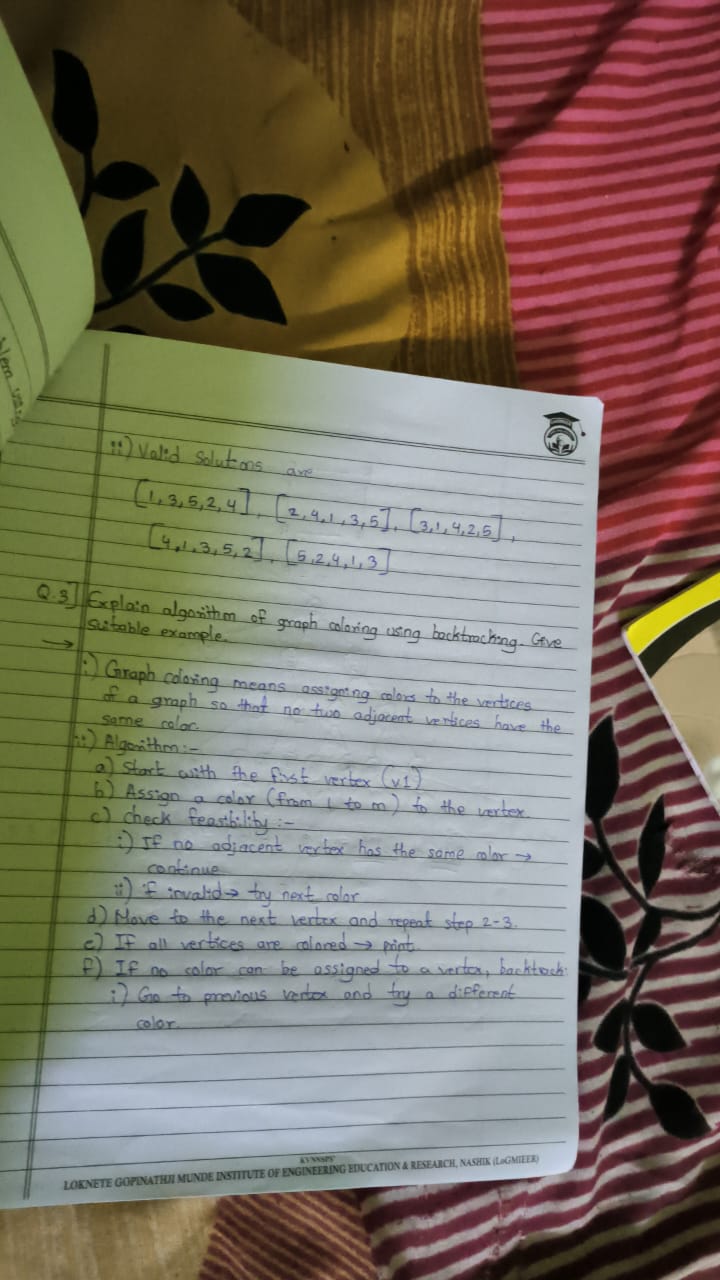 ii) Valid Solutions are
[1,3,5,2,4], [2,4,1,3,5], [3,1,4,2,5],
[4,1,3,5,2], [5,2,4,1,3]
Q.3] Explain algorithm of graph coloring using backtracking. Give
suitable example.
→
i) Graph coloring means assigning colors to the vertices
of a graph so that no two adjacent vertices have the
same color.
ii) Algorithm:-
a) Start with the first vertex (v1)
b) Assign a color (from 1 to m) to the vertex.
c) check feasibility :-
i) If no adjacent vertex has the same color →
continue
ii) if invalid → try next color
d) Move to the next vertex and repeat step 2-3.
e) If all vertices are colored → print.
f) If no color can be assigned to a vertex, backtrack:
i) Go to previous vertex and try a different
color.
KVNNSPS'
LOKNETE GOPINATHJI MUNDE INSTITUTE OF ENGINEERING EDUCATION & RESEARCH, NASHIK (LoGMIEER)